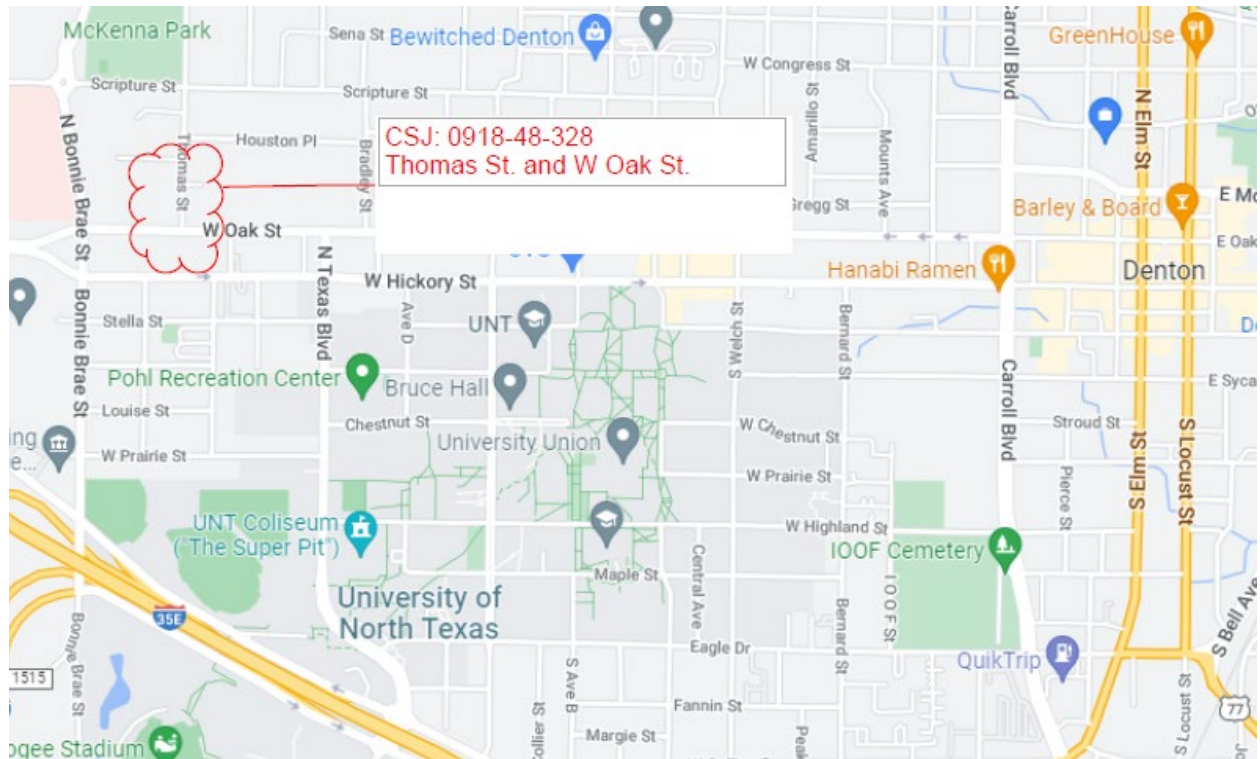 McKenna Park
Sena St
Bewitched Denton
W Congress St
Carroll Blvd
GreenHouse
Scripture St
Scripture St
N Bonnie Brae St
Thomas St
Houston Pl
Bradley St
CSJ: 0918-48-328
Thomas St. and W Oak St.
Amarillo St
Mounts Ave
N Elm St
Gregg St
Barley & Board
E Mc
W Oak St
E Oak
N Texas Blvd
W Hickory St
Hanabi Ramen
Denton
Bonnie Brae St
Stella St
Ave D
UNT
S Welch St
Bernard St
Pohl Recreation Center
Bruce Hall
Carroll Blvd
E Syca
Louise St
Chestnut St
University Union
W Chestnut St
Stroud St
S Elm St
S Locust St
ing
e...
W Prairie St
W Prairie St
Pierce St
UNT Coliseum
("The Super Pit")
W Highland St
IOOF Cemetery
Maple St
Central Ave
IOOF St
Bernard St
University of
North Texas
35E
Bonnie Brae St
S Bell Ave
Eagle Dr
QuikTrip
1515
S Ave B
Fannin St
S Locust St
77
Collier St
Margie St
Peak
ogee Stadium